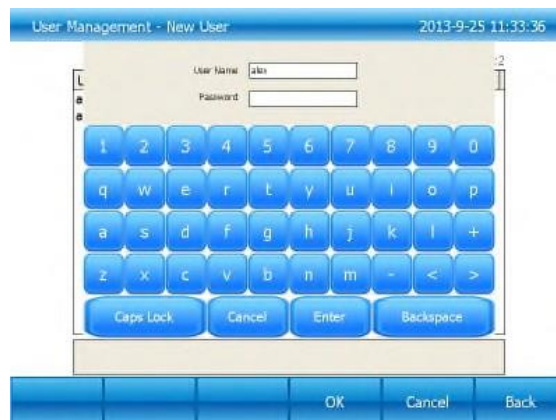 User Management - New User 2013-9-25 11:33:36
:2
User Name alex
L
Password
a
a
1 2 3 4 5 6 7 8 9 0
q w e r t y u i o p
a s d f g h j k l +
z x c v b n m - < >
Caps Lock Cancel Enter Backspace
OK Cancel Back